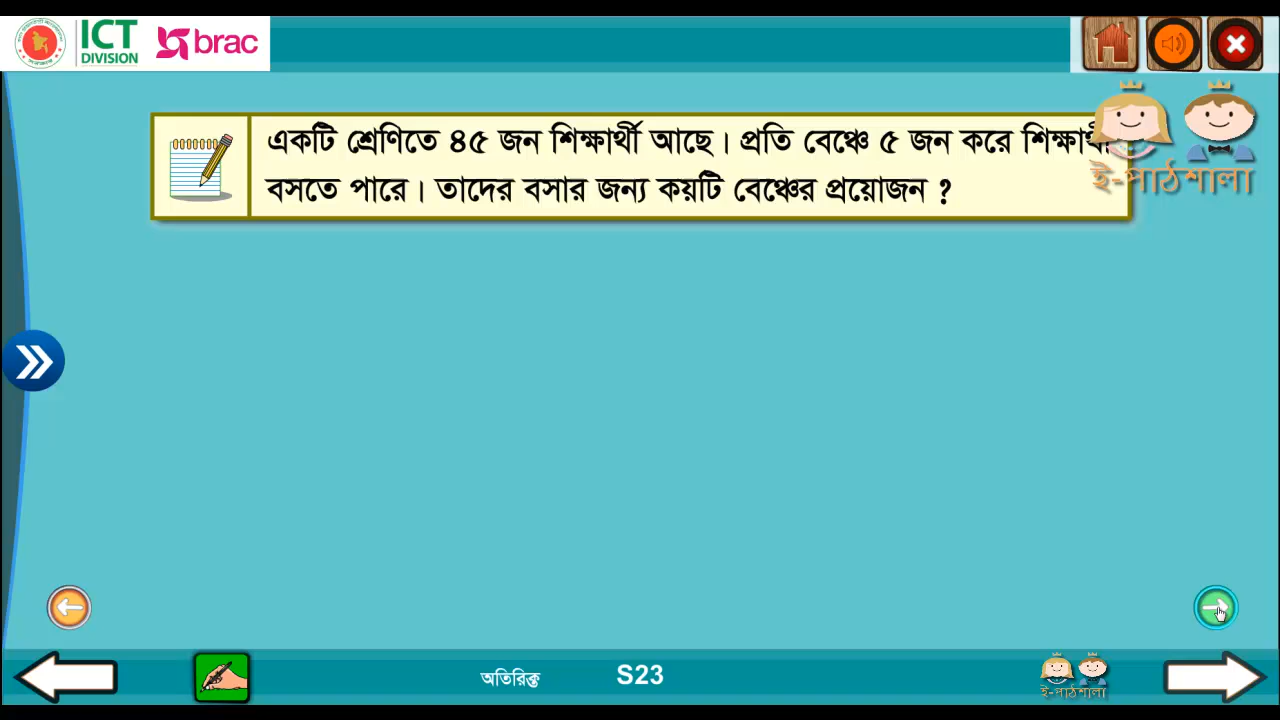 ICT
DIVISION
brac
একটি শ্রেণিতে ৪৫ জন শিক্ষার্থী আছে। প্রতি বেঞ্চে ৫ জন করে শিক্ষার্থী
বসতে পারে। তাদের বসার জন্য কয়টি বেঞ্চের প্রয়োজন ?
ই-পাঠশালা
অতিরিক্ত
S23
ই-পাঠশালা